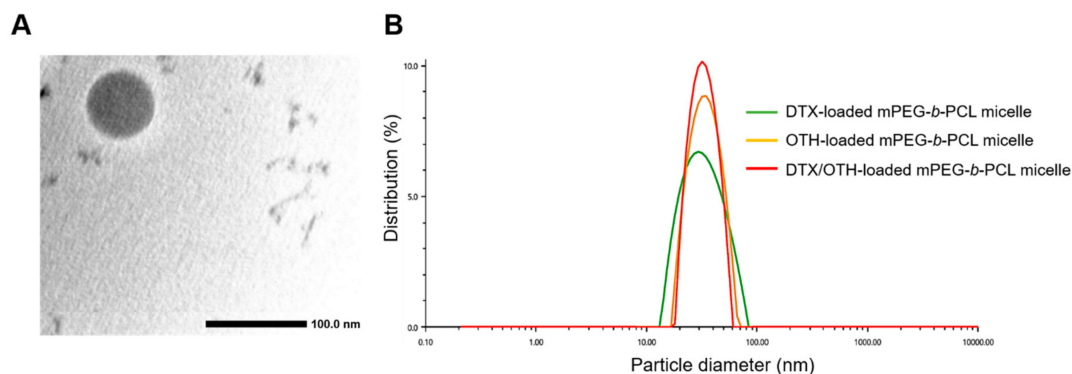 A
100.0 nm
B
Distribution (%)
10.0
5.0
0.0
0.10
1.00
10.00
100.00
1000.00
10000.00
Particle diameter (nm)
DTX-loaded mPEG-b-PCL micelle
OTH-loaded mPEG-b-PCL micelle
DTX/OTH-loaded mPEG-b-PCL micelle